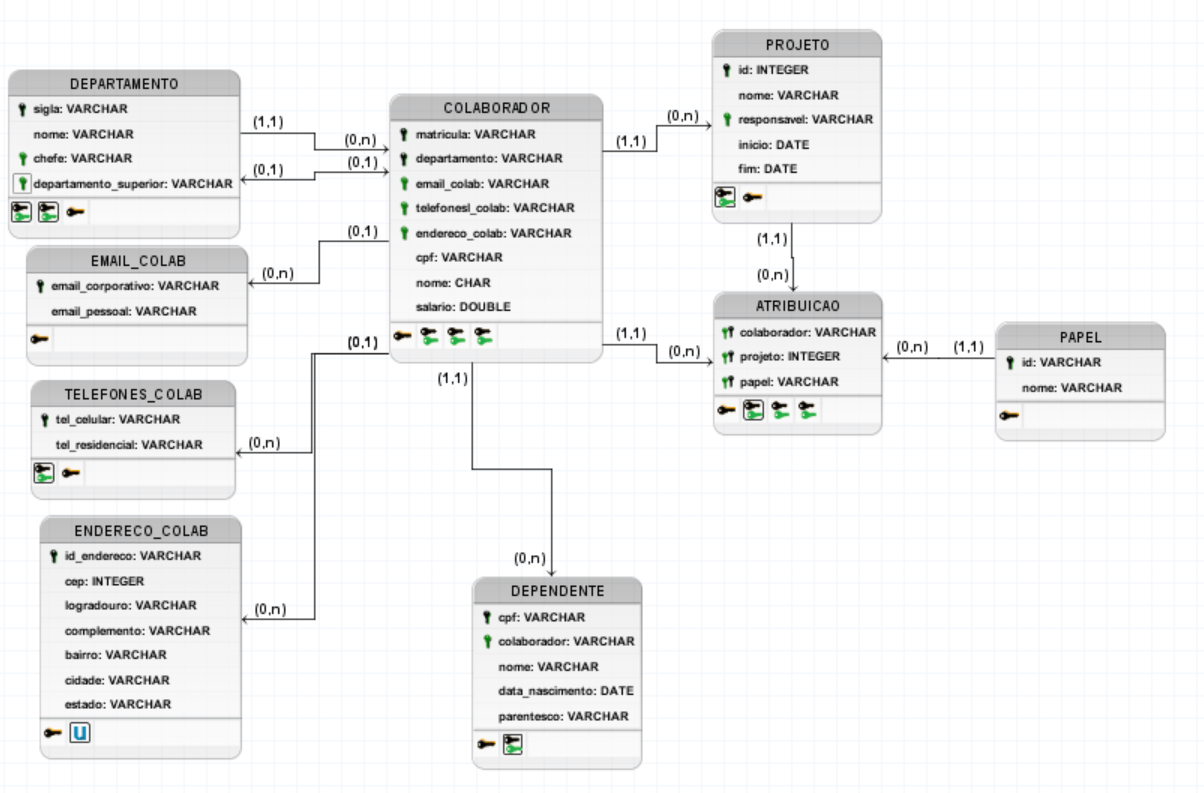 DEPARTAMENTO
sigla: VARCHAR
nome: VARCHAR
chefe: VARCHAR
departamento_superior: VARCHAR
(1,1)
(0,n)
(0,1)
(0,1)
EMAIL_COLAB
email_corporativo: VARCHAR
email_pessoal: VARCHAR
(0,1)
(0,n)
TELEFONES_COLAB
tel_celular: VARCHAR
tel_residencial: VARCHAR
(0,1)
(0,n)
ENDERECO_COLAB
id_endereco: VARCHAR
cep: INTEGER
logradouro: VARCHAR
complemento: VARCHAR
bairro: VARCHAR
cidade: VARCHAR
estado: VARCHAR
U
(0,n)
COLABORADOR
matricula: VARCHAR
departamento: VARCHAR
email_colab: VARCHAR
telefonesl_colab: VARCHAR
endereco_colab: VARCHAR
cpf: VARCHAR
nome: CHAR
salario: DOUBLE
(1,1)
(0,n)
(1,1)
(0,n)
(1,1)
(0,n)
DEPENDENTE
cpf: VARCHAR
colaborador: VARCHAR
nome: VARCHAR
data_nascimento: DATE
parentesco: VARCHAR
PROJETO
id: INTEGER
nome: VARCHAR
responsavel: VARCHAR
inicio: DATE
fim: DATE
(1,1)
(0,n)
ATRIBUICAO
colaborador: VARCHAR
projeto: INTEGER
papel: VARCHAR
(0,n)
(1,1)
PAPEL
id: VARCHAR
nome: VARCHAR